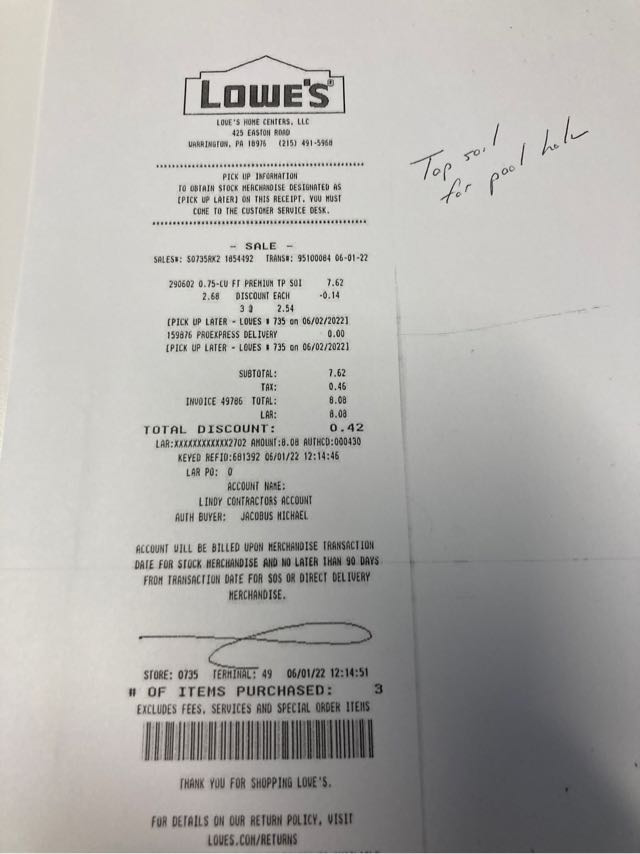 LOWE'S®
LOWE'S HOME CENTERS, LLC
425 EASTON ROAD
WARRINGTON, PA 18976 (215) 491-5968
PICK UP INFORMATION
TO OBTAIN STOCK MERCHANDISE DESIGNATED AS
[PICK UP LATER] ON THIS RECEIPT, YOU MUST
COME TO THE CUSTOMER SERVICE DESK.
- SALE -
SALES#: S0735RK2 1854492 TRANS#: 95100084 06-01-22
290602 0.75-CU FT PREMIUM TP SOI 7.62
2.68 DISCOUNT EACH -0.14
3 @ 2.54
[PICK UP LATER - LOWES # 735 on 06/02/2022]
159876 PROEXPRESS DELIVERY 0.00
[PICK UP LATER - LOWES # 735 on 06/02/2022]
SUBTOTAL: 7.62
TAX: 0.46
INVOICE 49786 TOTAL: 8.08
LAR: 8.08
TOTAL DISCOUNT: 0.42
LAR:XXXXXXXXXXXX2702 AMOUNT:8.08 AUTHCD:000430
KEYED REFID:681392 06/01/22 12:14:46
LAR PO: 0
ACCOUNT NAME:
LINDY CONTRACTORS ACCOUNT
AUTH BUYER: JACOBUS MICHAEL
ACCOUNT WILL BE BILLED UPON MERCHANDISE TRANSACTION
DATE FOR STOCK MERCHANDISE AND NO LATER THAN 90 DAYS
FROM TRANSACTION DATE FOR SOS OR DIRECT DELIVERY
MERCHANDISE.
STORE: 0735 TERMINAL: 49 06/01/22 12:14:51
# OF ITEMS PURCHASED: 3
EXCLUDES FEES, SERVICES AND SPECIAL ORDER ITEMS
THANK YOU FOR SHOPPING LOWE'S.
FOR DETAILS ON OUR RETURN POLICY, VISIT
LOWES.COM/RETURNS
Top soil
for pool hole